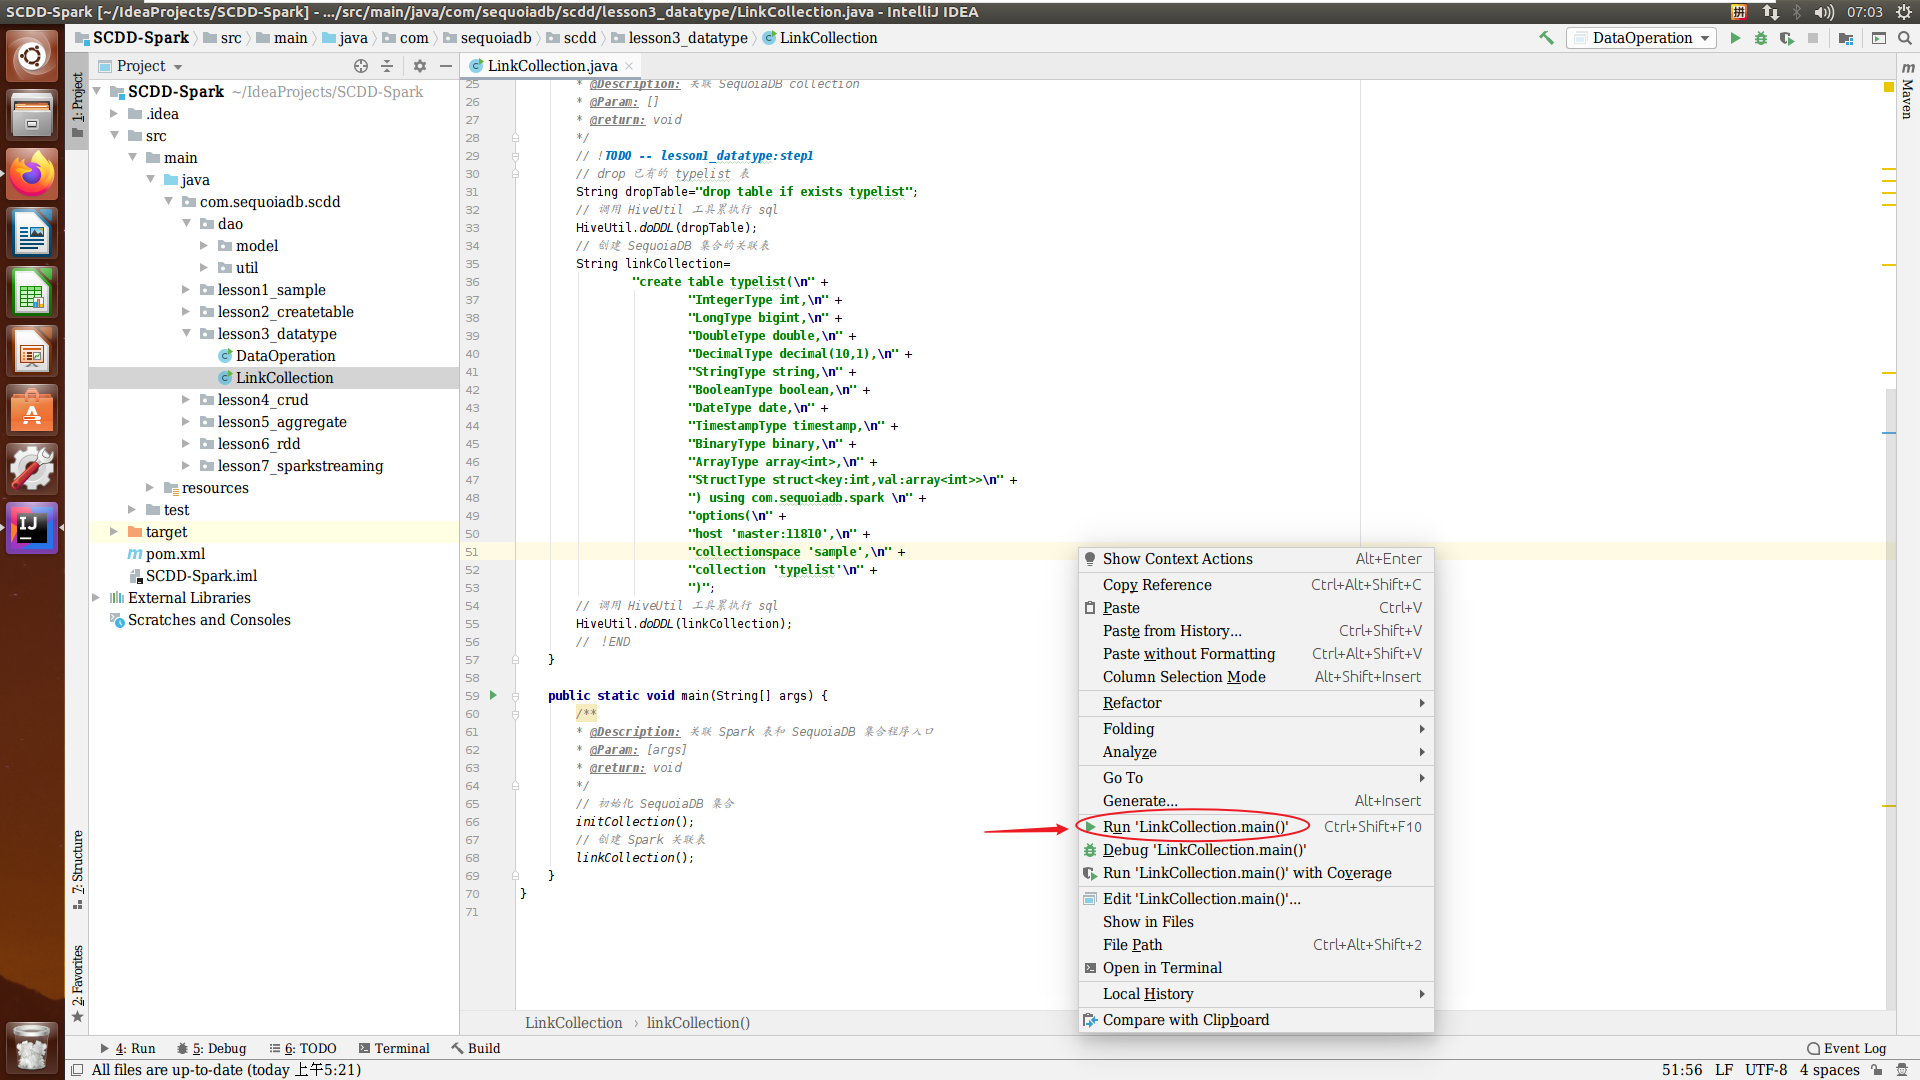 SCDD-Spark [~/IdeaProjects/SCDD-Spark] - .../src/main/java/com/sequoiadb/scdd/lesson3_datatype/LinkCollection.java - IntelliJ IDEA
拼
07:03
SCDD-Spark
src
main
java
com
sequoiadb
scdd
lesson3_datatype
LinkCollection
DataOperation
Project
LinkCollection.java
1: Project
7: Structure
2: Favorites
m
Maven
SCDD-Spark ~/IdeaProjects/SCDD-Spark
.idea
src
main
java
com.sequoiadb.scdd
dao
model
util
lesson1_sample
lesson2_createtable
lesson3_datatype
DataOperation
LinkCollection
lesson4_crud
lesson5_aggregate
lesson6_rdd
lesson7_sparkstreaming
resources
test
target
pom.xml
SCDD-Spark.iml
External Libraries
Scratches and Consoles
25 * @Description: 关联 SequoiaDB collection
26 * @Param: []
27 * @return: void
28 */
29 // !TODO -- lesson1_datatype:step1
30 // drop 已有的 typelist 表
31 String dropTable="drop table if exists typelist";
32 // 调用 HiveUtil 工具累执行 sql
33 HiveUtil.doDDL(dropTable);
34 // 创建 SequoiaDB 集合的关联表
35 String linkCollection=
36 "create table typelist(\n" +
37 "IntegerType int,\n" +
38 "LongType bigint,\n" +
39 "DoubleType double,\n" +
40 "DecimalType decimal(10,1),\n" +
41 "StringType string,\n" +
42 "BooleanType boolean,\n" +
43 "DateType date,\n" +
44 "TimestampType timestamp,\n" +
45 "BinaryType binary,\n" +
46 "ArrayType array<int>,\n" +
47 "StructType struct<key:int,val:array<int>>\n" +
48 ") using com.sequoiadb.spark \n" +
49 "options(\n" +
50 "host 'master:11810',\n" +
51 "collectionspace 'sample',\n" +
52 "collection 'typelist'\n" +
53 ")";
54 // 调用 HiveUtil 工具累执行 sql
55 HiveUtil.doDDL(linkCollection);
56 // !END
57 }
58
59 public static void main(String[] args) {
60 /**
61 * @Description: 关联 Spark 表和 SequoiaDB 集合程序入口
62 * @Param: [args]
63 * @return: void
64 */
65 // 初始化 SequoiaDB 集合
66 initCollection();
67 // 创建 Spark 关联表
68 linkCollection();
69 }
70 }
71
Show Context Actions Alt+Enter
Copy Reference Ctrl+Alt+Shift+C
Paste Ctrl+V
Paste from History... Ctrl+Shift+V
Paste without Formatting Ctrl+Alt+Shift+V
Column Selection Mode Alt+Shift+Insert
Refactor
Folding
Analyze
Go To
Generate... Alt+Insert
Run 'LinkCollection.main()' Ctrl+Shift+F10
Debug 'LinkCollection.main()'
Run 'LinkCollection.main()' with Coverage
Edit 'LinkCollection.main()'...
Show in Files
File Path Ctrl+Alt+Shift+2
Open in Terminal
Local History
Compare with Clipboard
LinkCollection › linkCollection()
4: Run
5: Debug
6: TODO
Terminal
Build
Event Log
All files are up-to-date (today 上午5:21)
51:56 LF UTF-8 4 spaces